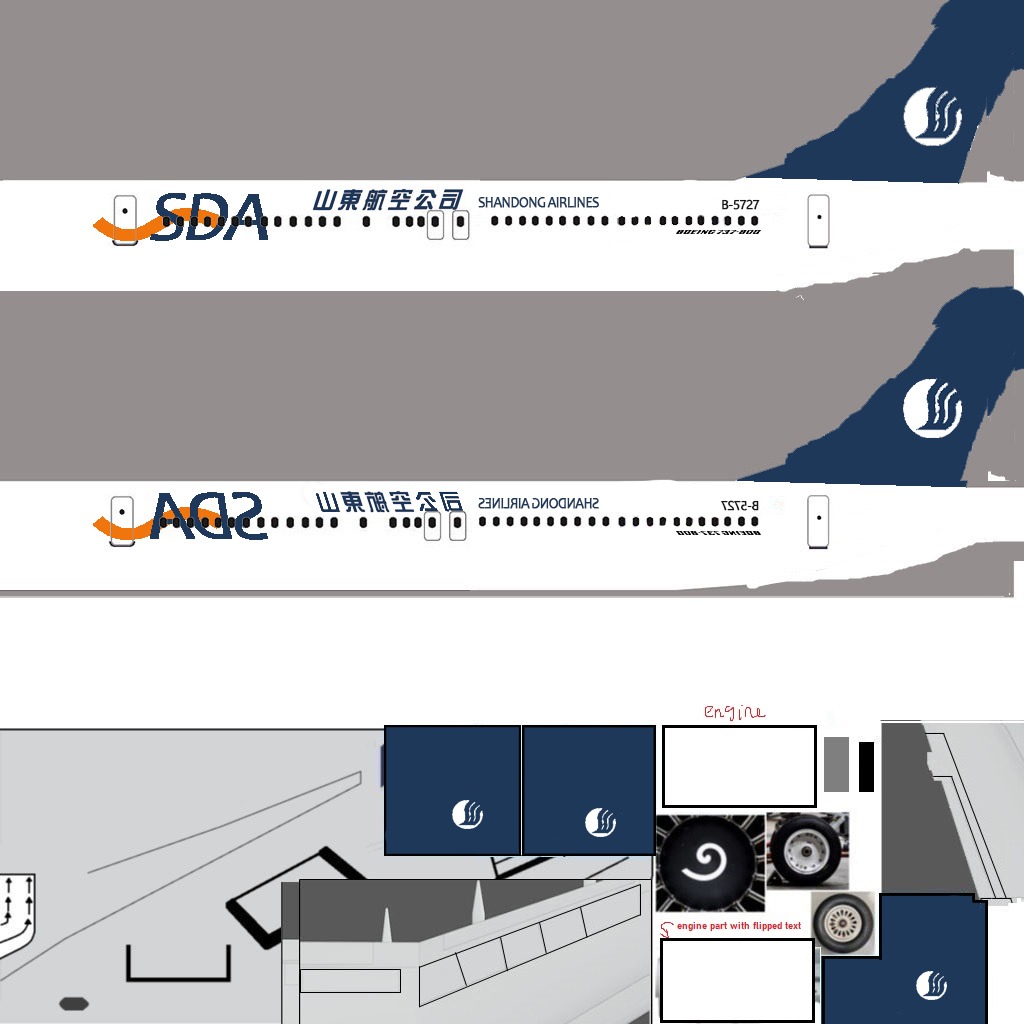 SDA
山東航空公司
SHANDONG AIRLINES
B-5727
BOEING 737-800
SDA
山東航空公司
SHANDONG AIRLINES
B-5727
BOEING 737-800
engine
engine part with flipped text